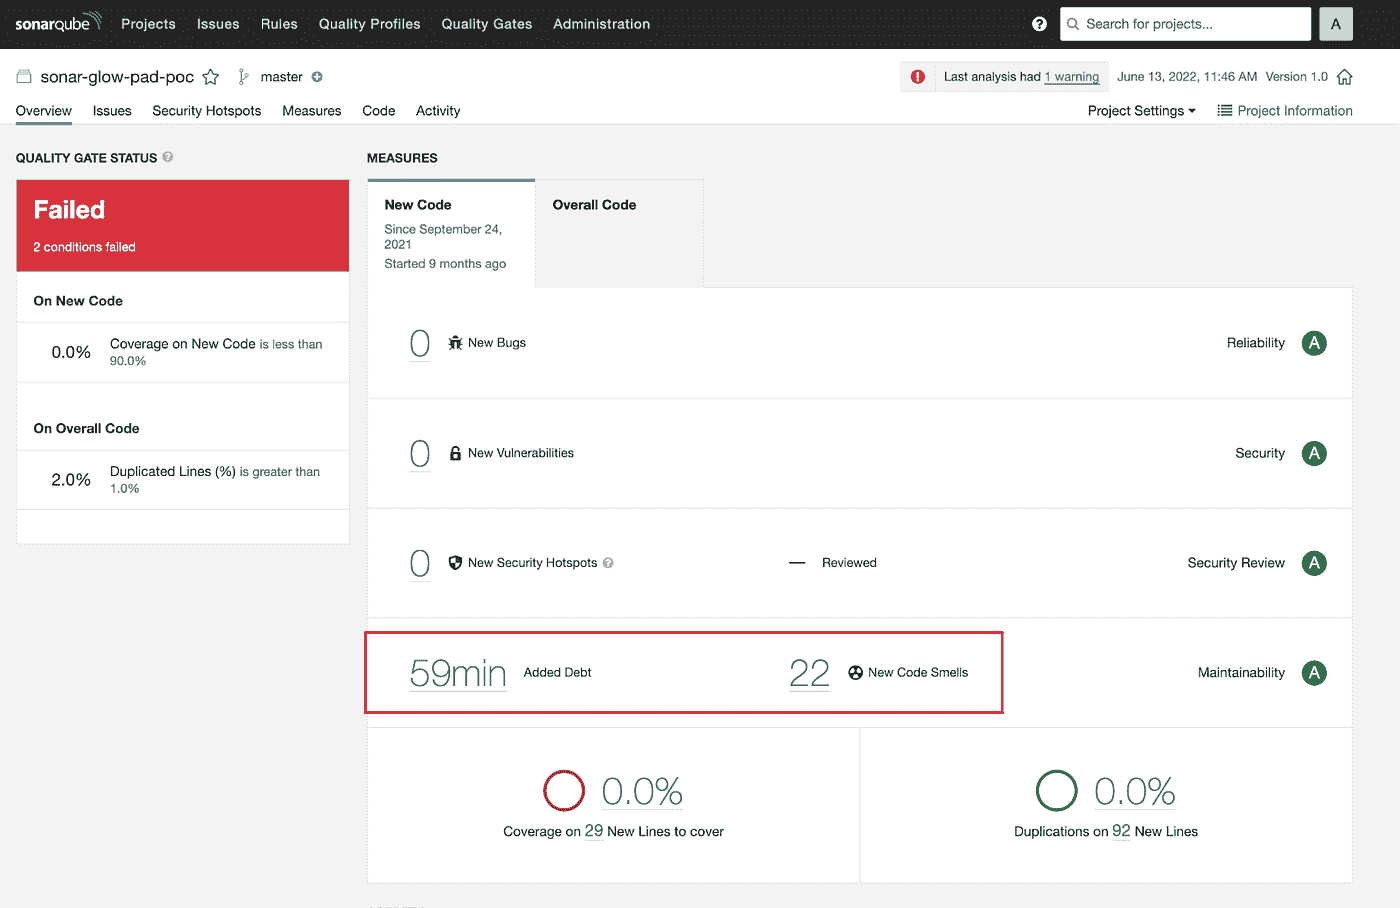 sonarqube Projects Issues Rules Quality Profiles Quality Gates Administration ? Search for projects... A
sonar-glow-pad-poc master Last analysis had 1 warning June 13, 2022, 11:46 AM Version 1.0
Overview Issues Security Hotspots Measures Code Activity Project Settings Project Information
QUALITY GATE STATUS ?
Failed
2 conditions failed
On New Code
0.0% Coverage on New Code is less than
90.0%
On Overall Code
2.0% Duplicated Lines (%) is greater than
1.0%
MEASURES
New Code Overall Code
Since September 24,
2021
Started 9 months ago
0 New Bugs Reliability A
0 New Vulnerabilities Security A
0 New Security Hotspots ? — Reviewed Security Review A
59min Added Debt 22 New Code Smells Maintainability A
0.0%
Coverage on 29 New Lines to cover
0.0%
Duplications on 92 New Lines